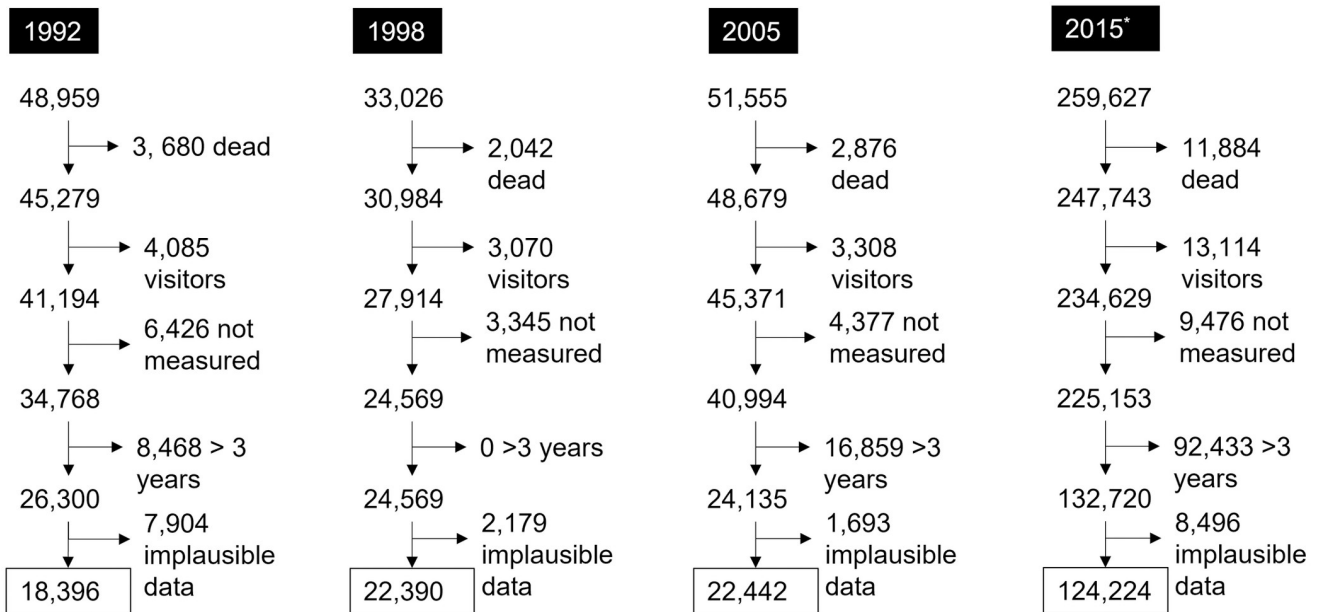 1992
48,959
3, 680 dead
45,279
4,085
visitors
41,194
6,426 not
measured
34,768
8,468 > 3
years
26,300
7,904
implausible
data
18,396
1998
33,026
2,042
dead
30,984
3,070
visitors
27,914
3,345 not
measured
24,569
0 >3 years
24,569
2,179
implausible
data
22,390
2005
51,555
2,876
dead
48,679
3,308
visitors
45,371
4,377 not
measured
40,994
16,859 >3
years
24,135
1,693
implausible
data
22,442
2015*
259,627
11,884
dead
247,743
13,114
visitors
234,629
9,476 not
measured
225,153
92,433 >3
years
132,720
8,496
implausible
data
124,224